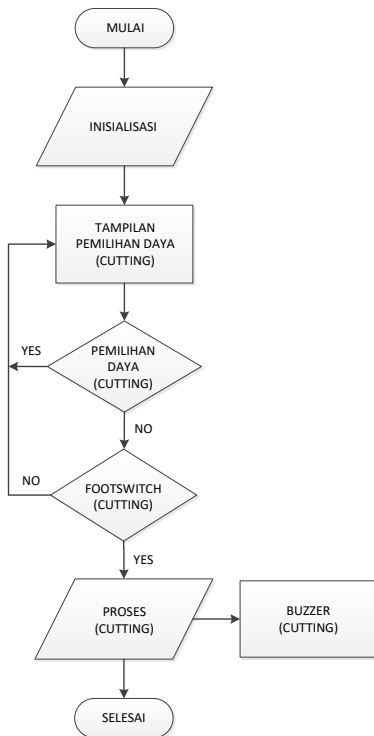 MULAI
INISIALISASI
TAMPILAN
PEMILIHAN DAYA
(CUTTING)
YES
PEMILIHAN
DAYA
(CUTTING)
NO
NO
FOOTSWITCH
(CUTTING)
YES
PROSES
(CUTTING)
BUZZER
(CUTTING)
SELESAI